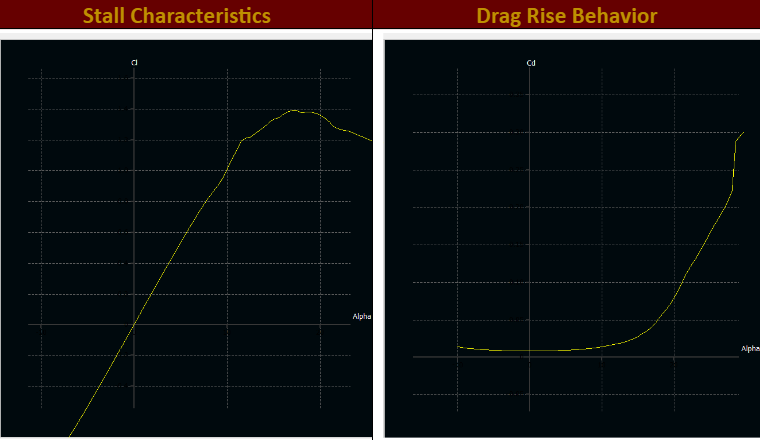 Stall Characteristics
Drag Rise Behavior
Cl
Cd
Alpha
Alpha